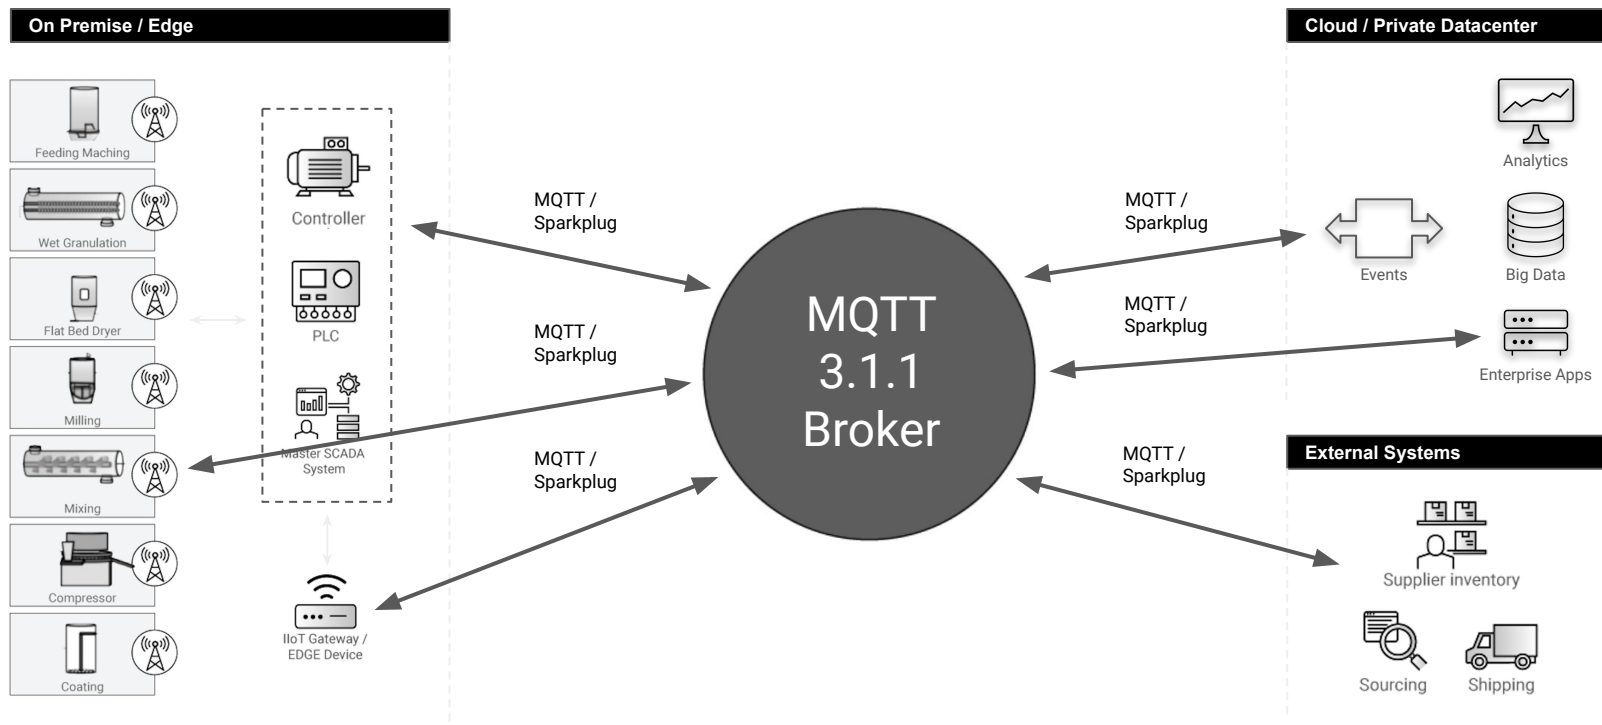 On Premise / Edge
Feeding Maching
Wet Granulation
Flat Bed Dryer
Milling
Mixing
Compressor
Coating
Controller
PLC
Master SCADA
System
IIoT Gateway /
EDGE Device
MQTT /
Sparkplug
MQTT /
Sparkplug
MQTT /
Sparkplug
MQTT
3.1.1
Broker
MQTT /
Sparkplug
MQTT /
Sparkplug
MQTT /
Sparkplug
Cloud / Private Datacenter
Analytics
Events
Big Data
Enterprise Apps
External Systems
Supplier inventory
Sourcing
Shipping